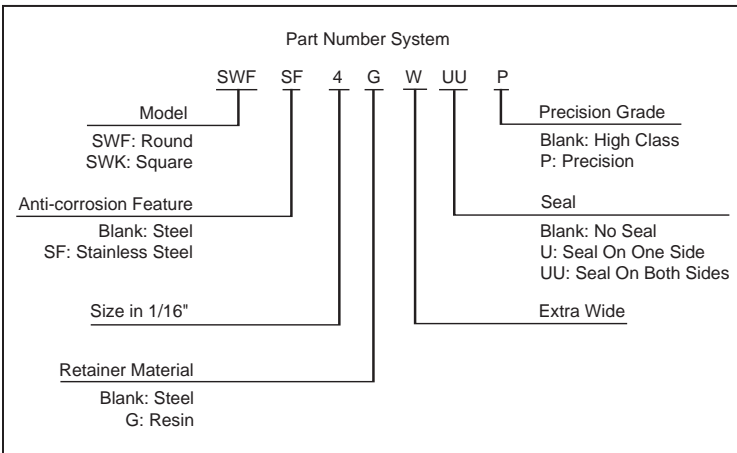 Part Number System
SWF SF 4 G W UU P
Model
SWF: Round
SWK: Square
Anti-corrosion Feature
Blank: Steel
SF: Stainless Steel
Size in 1/16"
Retainer Material
Blank: Steel
G: Resin
Precision Grade
Blank: High Class
P: Precision
Seal
Blank: No Seal
U: Seal On One Side
UU: Seal On Both Sides
Extra Wide